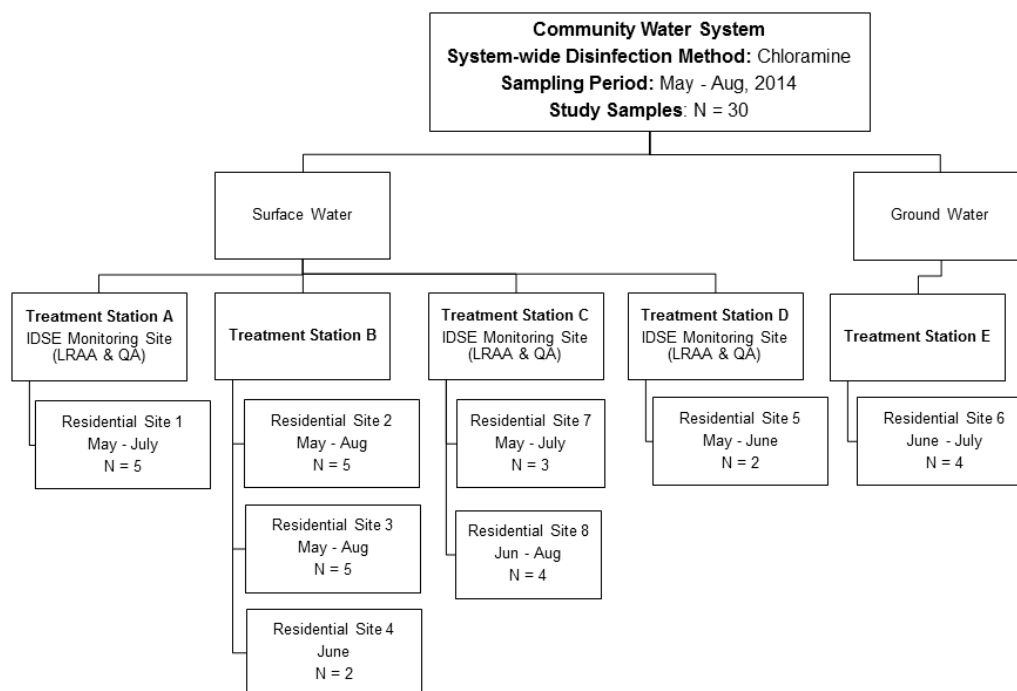 Community Water System
System-wide Disinfection Method: Chloramine
Sampling Period: May - Aug, 2014
Study Samples: N = 30
Surface Water
Ground Water
Treatment Station A
IDSE Monitoring Site
(LRAA & QA)
Treatment Station B
Treatment Station C
IDSE Monitoring Site
(LRAA & QA)
Treatment Station D
IDSE Monitoring Site
(LRAA & QA)
Treatment Station E
Residential Site 1
May - July
N = 5
Residential Site 2
May - Aug
N = 5
Residential Site 7
May - July
N = 3
Residential Site 5
May - June
N = 2
Residential Site 6
June - July
N = 4
Residential Site 3
May - Aug
N = 5
Residential Site 8
Jun - Aug
N = 4
Residential Site 4
June
N = 2